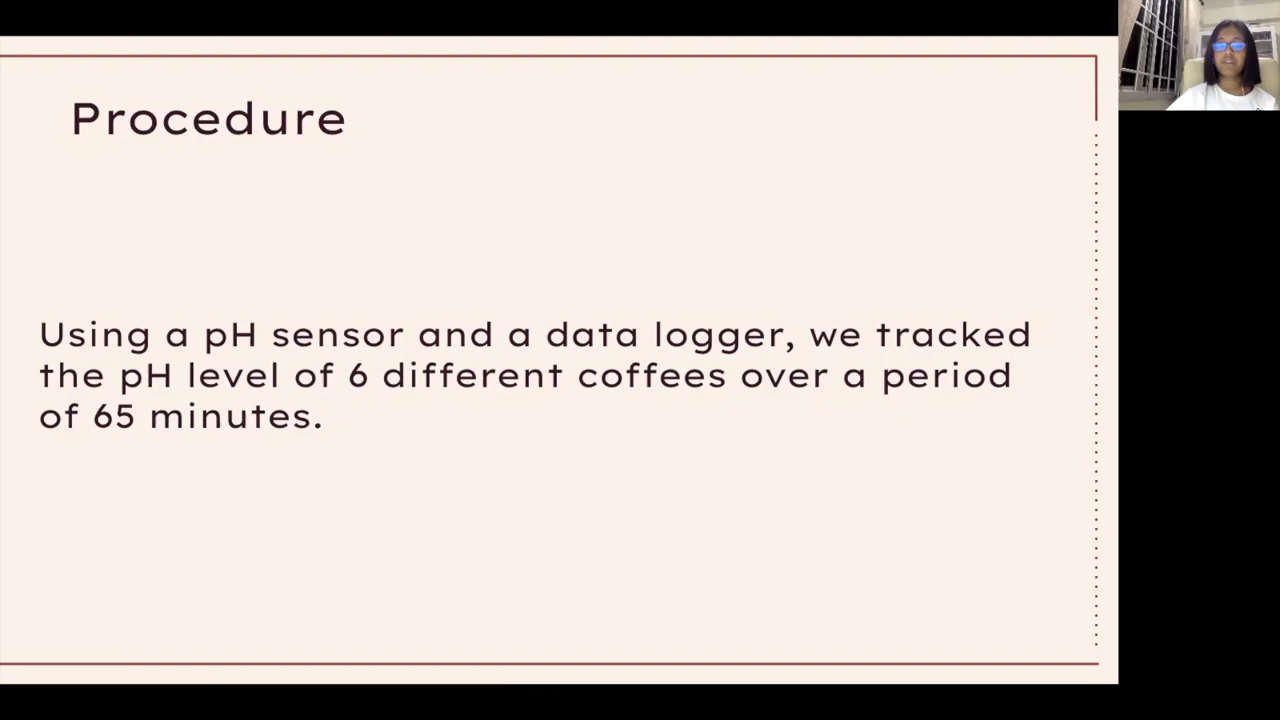 Procedure
Using a pH sensor and a data logger, we tracked
the pH level of 6 different coffees over a period
of 65 minutes.